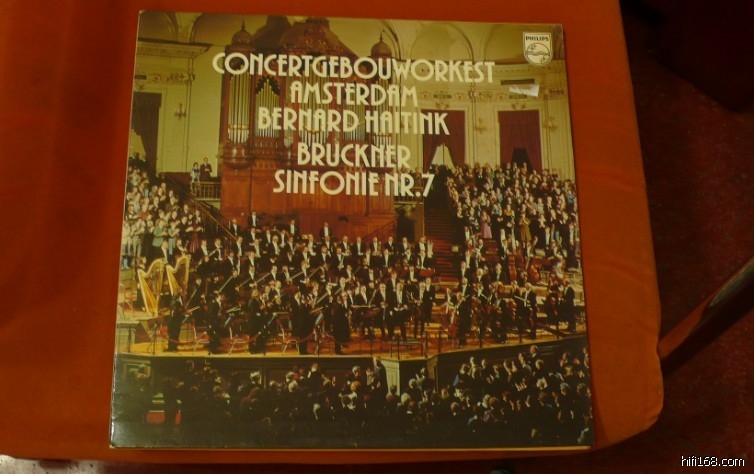 PHILIPS
CONCERTGEBOUWORKEST
AMSTERDAM
BERNARD HAITINK
BRUCKNER
SINFONIE NR.7
hifi168.com